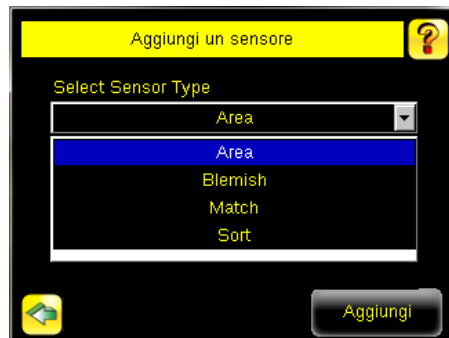 Aggiungi un sensore
?
Select Sensor Type
Area
Area
Blemish
Match
Sort
Aggiungi